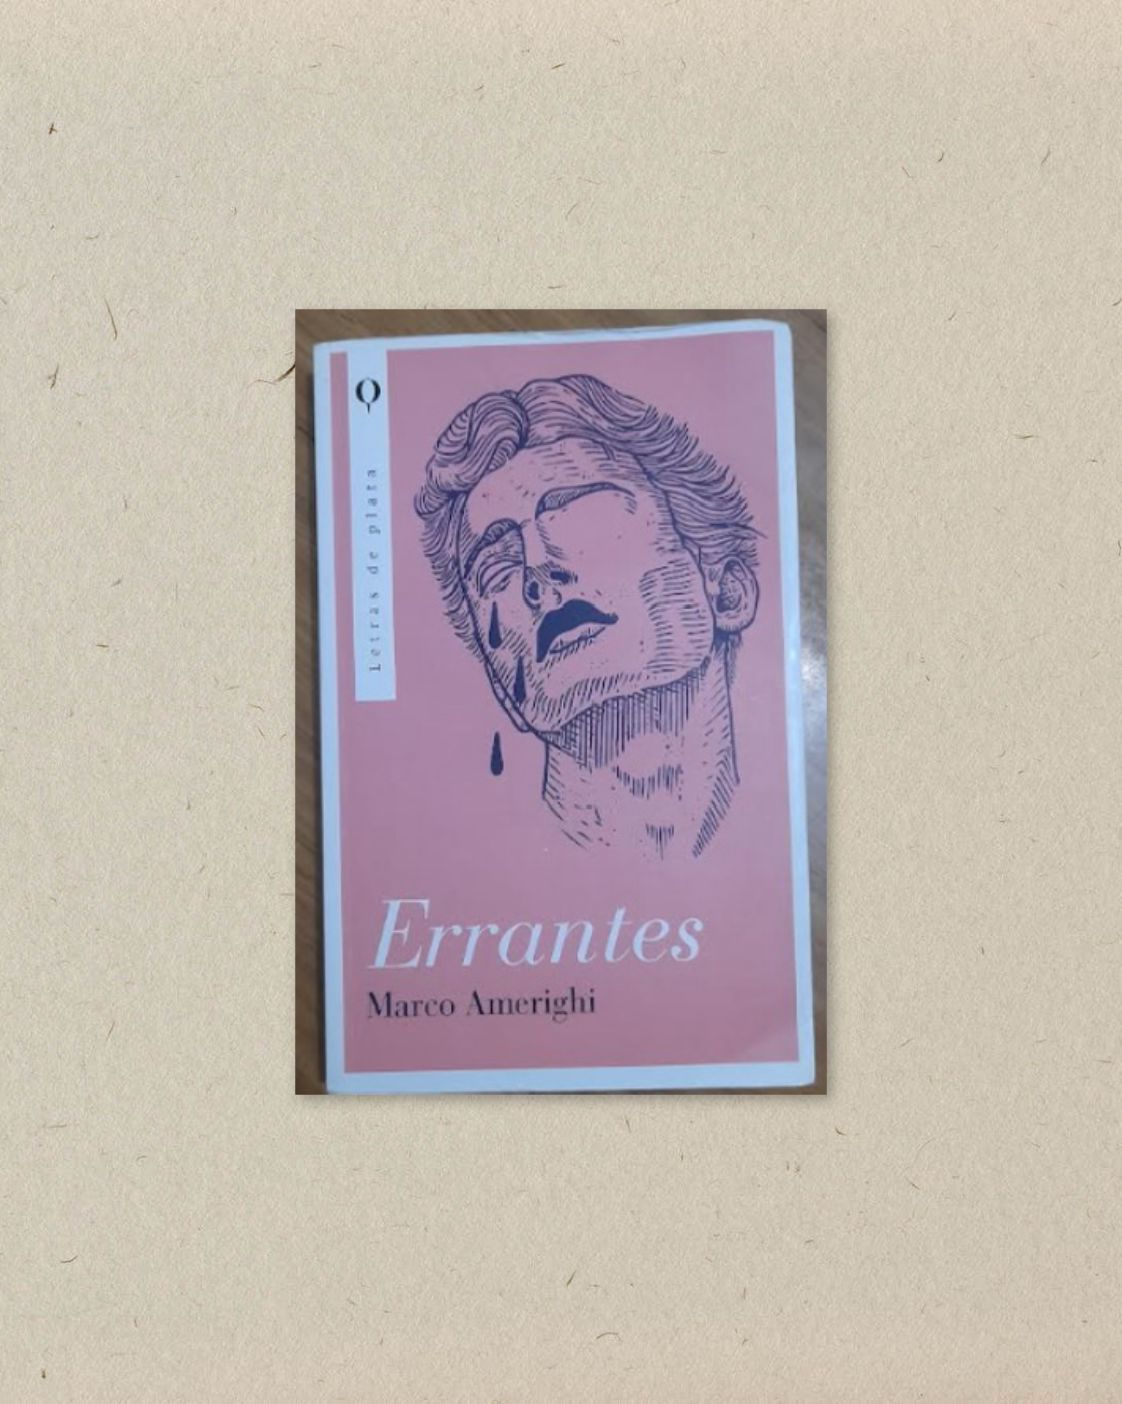 Letras de plata
Errantes
Marco Amerighi